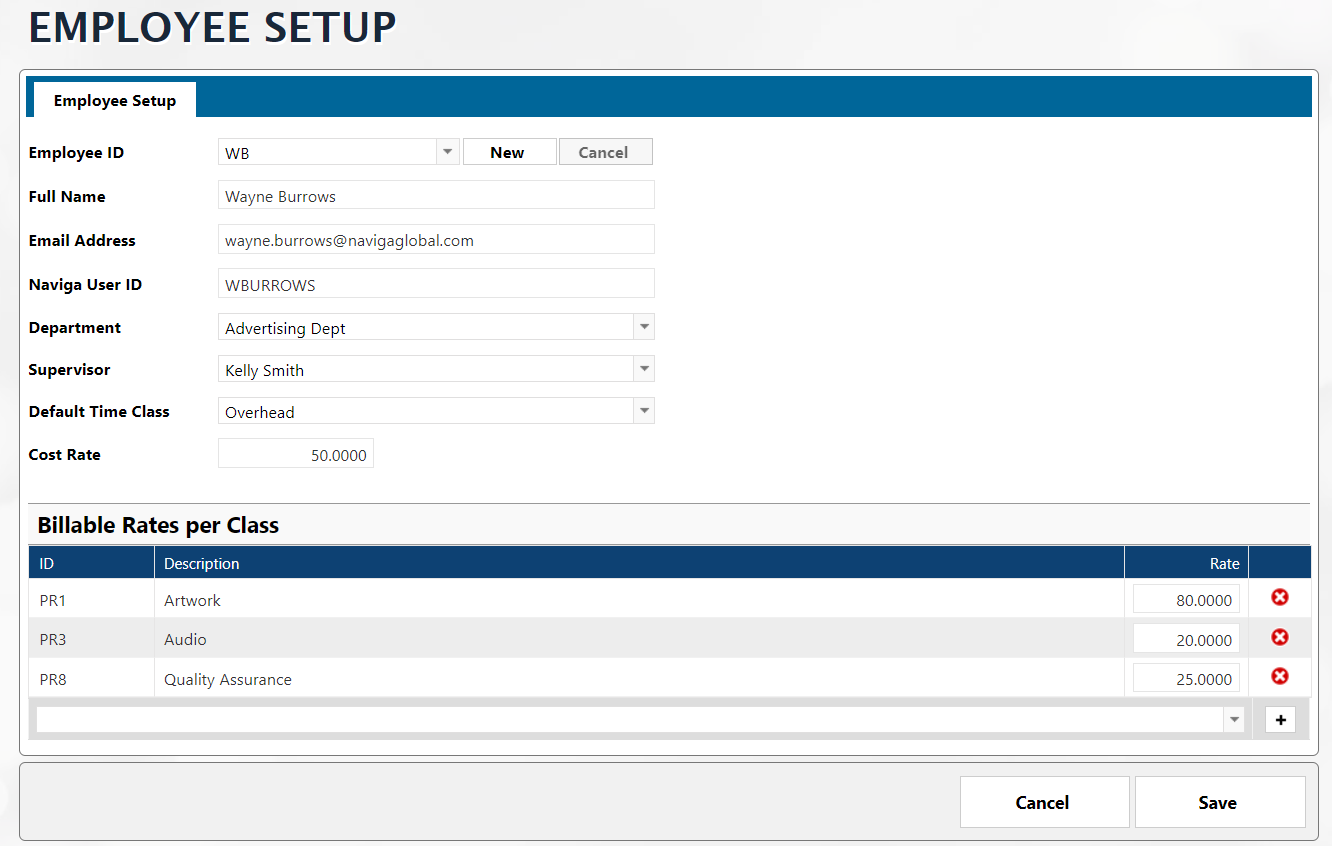 EMPLOYEE SETUP
Employee Setup
Employee ID WB New Cancel
Full Name Wayne Burrows
Email Address wayne.burrows@navigaglobal.com
Naviga User ID WBURROWS
Department Advertising Dept
Supervisor Kelly Smith
Default Time Class Overhead
Cost Rate 50.0000
Billable Rates per Class
ID Description Rate
PR1 Artwork 80.0000
PR3 Audio 20.0000
PR8 Quality Assurance 25.0000
+
Cancel Save